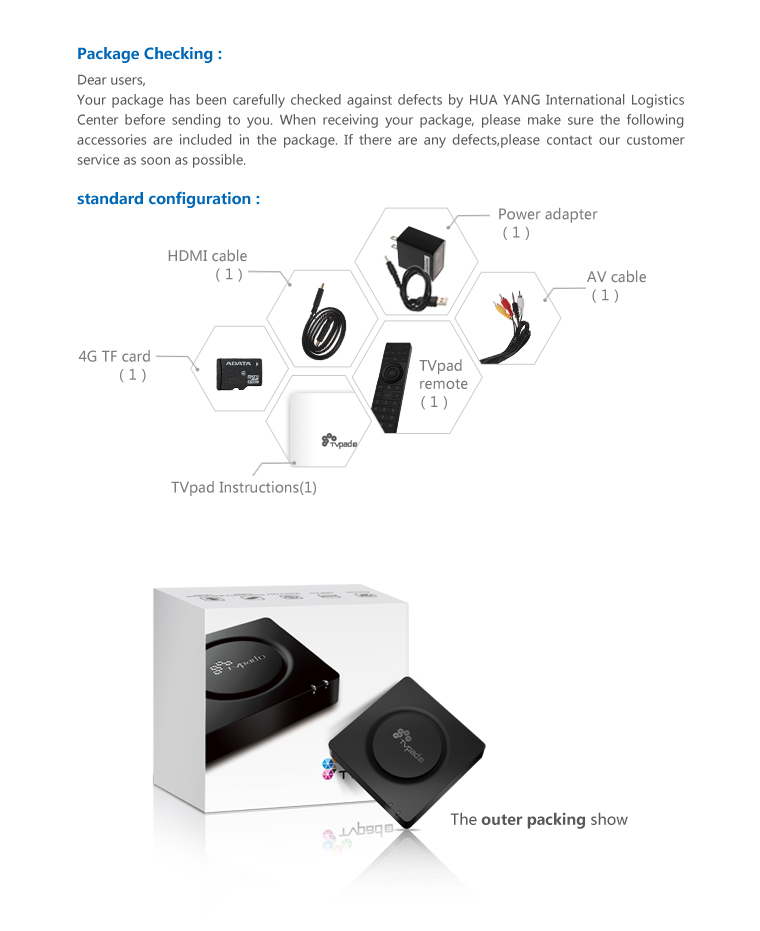 Package Checking :
Dear users,
Your package has been carefully checked against defects by HUA YANG International Logistics
Center before sending to you. When receiving your package, please make sure the following
accessories are included in the package. If there are any defects,please contact our customer
service as soon as possible.
standard configuration :
Power adapter
( 1 )
HDMI cable
( 1 )
AV cable
( 1 )
4G TF card
( 1 )
ADATA
TVpad
remote
( 1 )
TVpad
TVpad Instructions(1)
TVpad
TVpad
The outer packing show